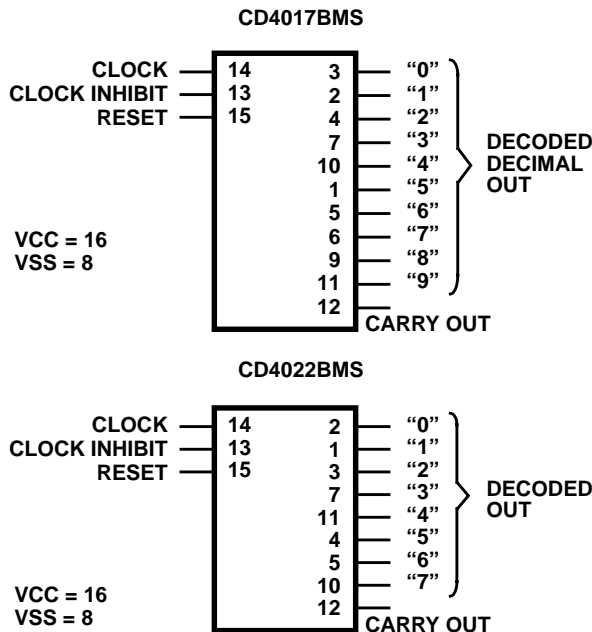 CD4017BMS
CLOCK 14 3 “0”
CLOCK INHIBIT 13 2 “1”
RESET 15 4 “2”
7 “3”
10 “4”
1 “5”
5 “6”
6 “7”
9 “8”
11 “9”
12
DECODED
DECIMAL
OUT
VCC = 16
VSS = 8
CARRY OUT
CD4022BMS
CLOCK 14 2 “0”
CLOCK INHIBIT 13 1 “1”
RESET 15 3 “2”
7 “3”
11 “4”
4 “5”
5 “6”
10 “7”
12
DECODED
OUT
VCC = 16
VSS = 8
CARRY OUT